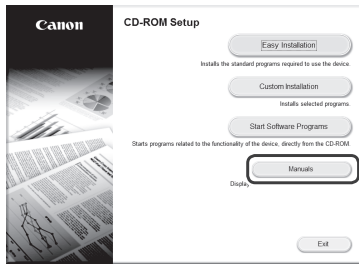 Canon
CD-ROM Setup
Easy Installation
Installs the standard programs required to use the device.
Custom Installation
Installs selected programs.
Start Software Programs
Starts programs related to the functionality of the device, directly from the CD-ROM.
Manuals
Display
Exit